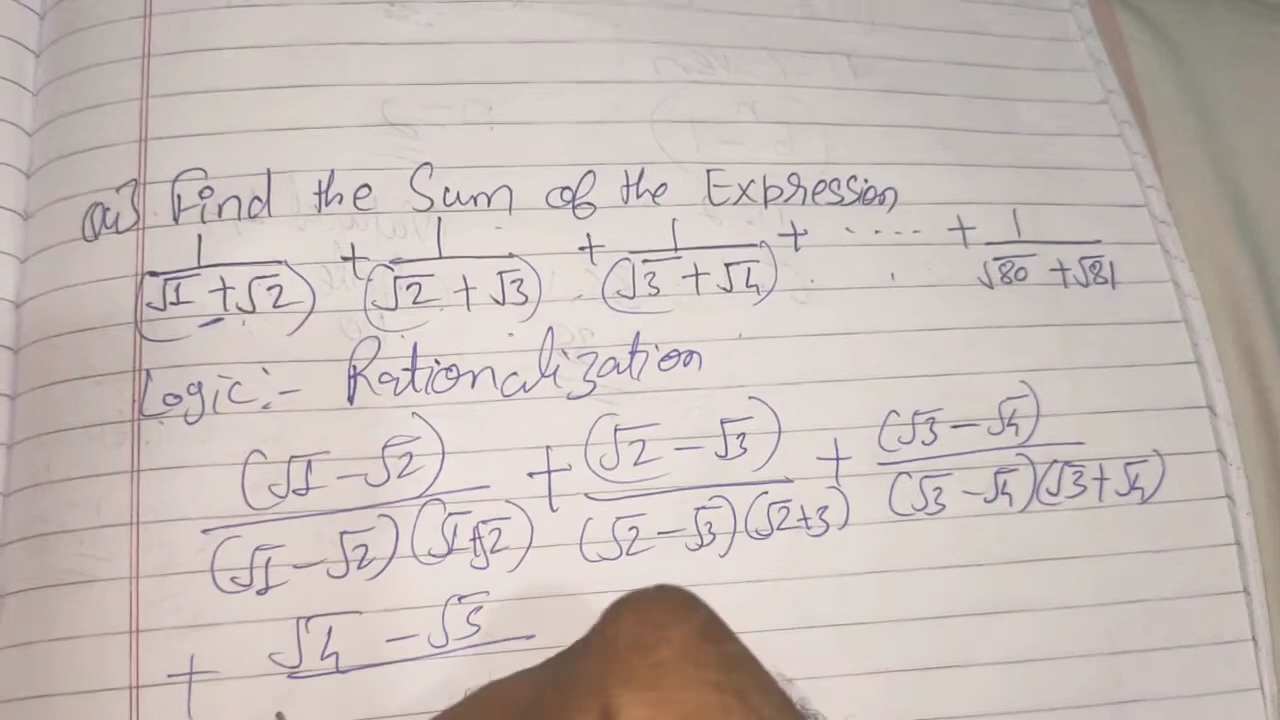 Q3 Find the Sum of the Expression
1/(√1 + √2) + 1/(√2 + √3) + 1/(√3 + √4) + ..... + 1/√80 + √81
Logic:- Rationalization
(√1 - √2)/(√1 - √2)(√1+√2) + (√2 - √3)/(√2 - √3)(√2+3) + (√3 - √4)/(√3 - √4)(√3+√4)
+ √4 - √5